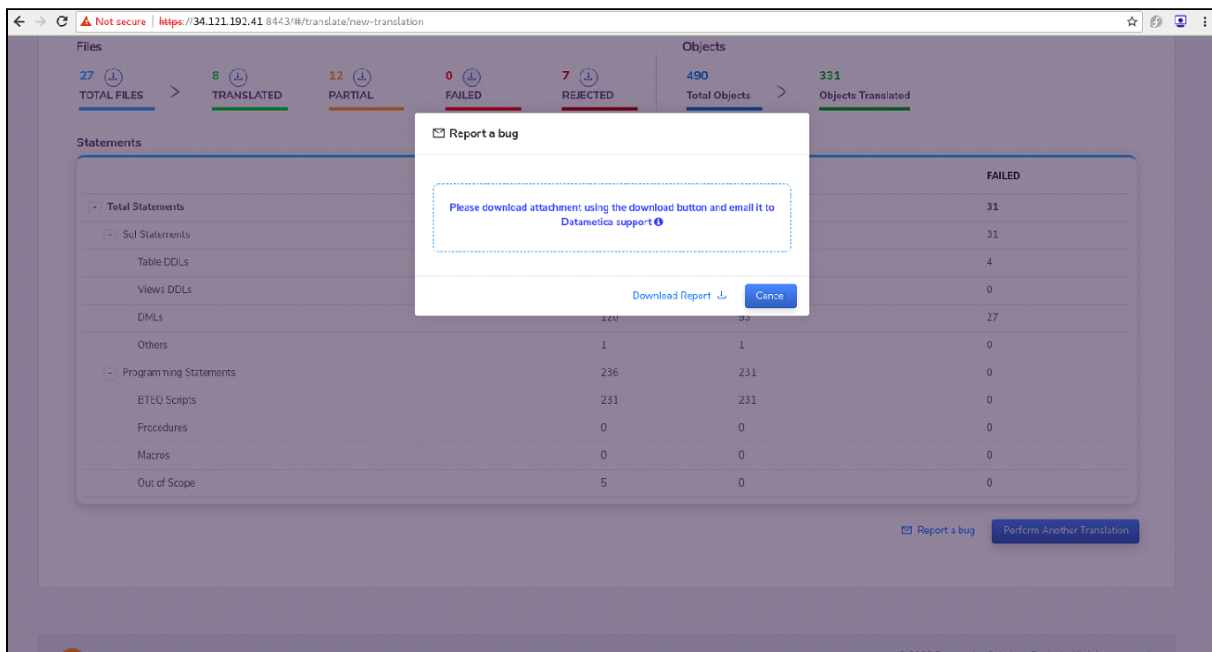 Not secure | https://34.121.192.41:8443/#/translate/new-translation
Files
Objects
27
8
12
0
7
490
331
TOTAL FILES
TRANSLATED
PARTIAL
FAILED
REJECTED
Total Objects
Objects Translated
Report a bug
Statements
Please download attachment using the download button and email it to
Datametica support
Download Report
Cance
FAILED
Total Statements 31
Sql Statements 31
Table DDLs 4
Views DDLs 0
DMLs 120 93 27
Others 1 1 0
Programming Statements 236 231 0
BTEQ Scripts 231 231 0
Procedures 0 0 0
Macros 0 0 0
Out of Scope 5 0 0
Report a bug
Perform Another Translation